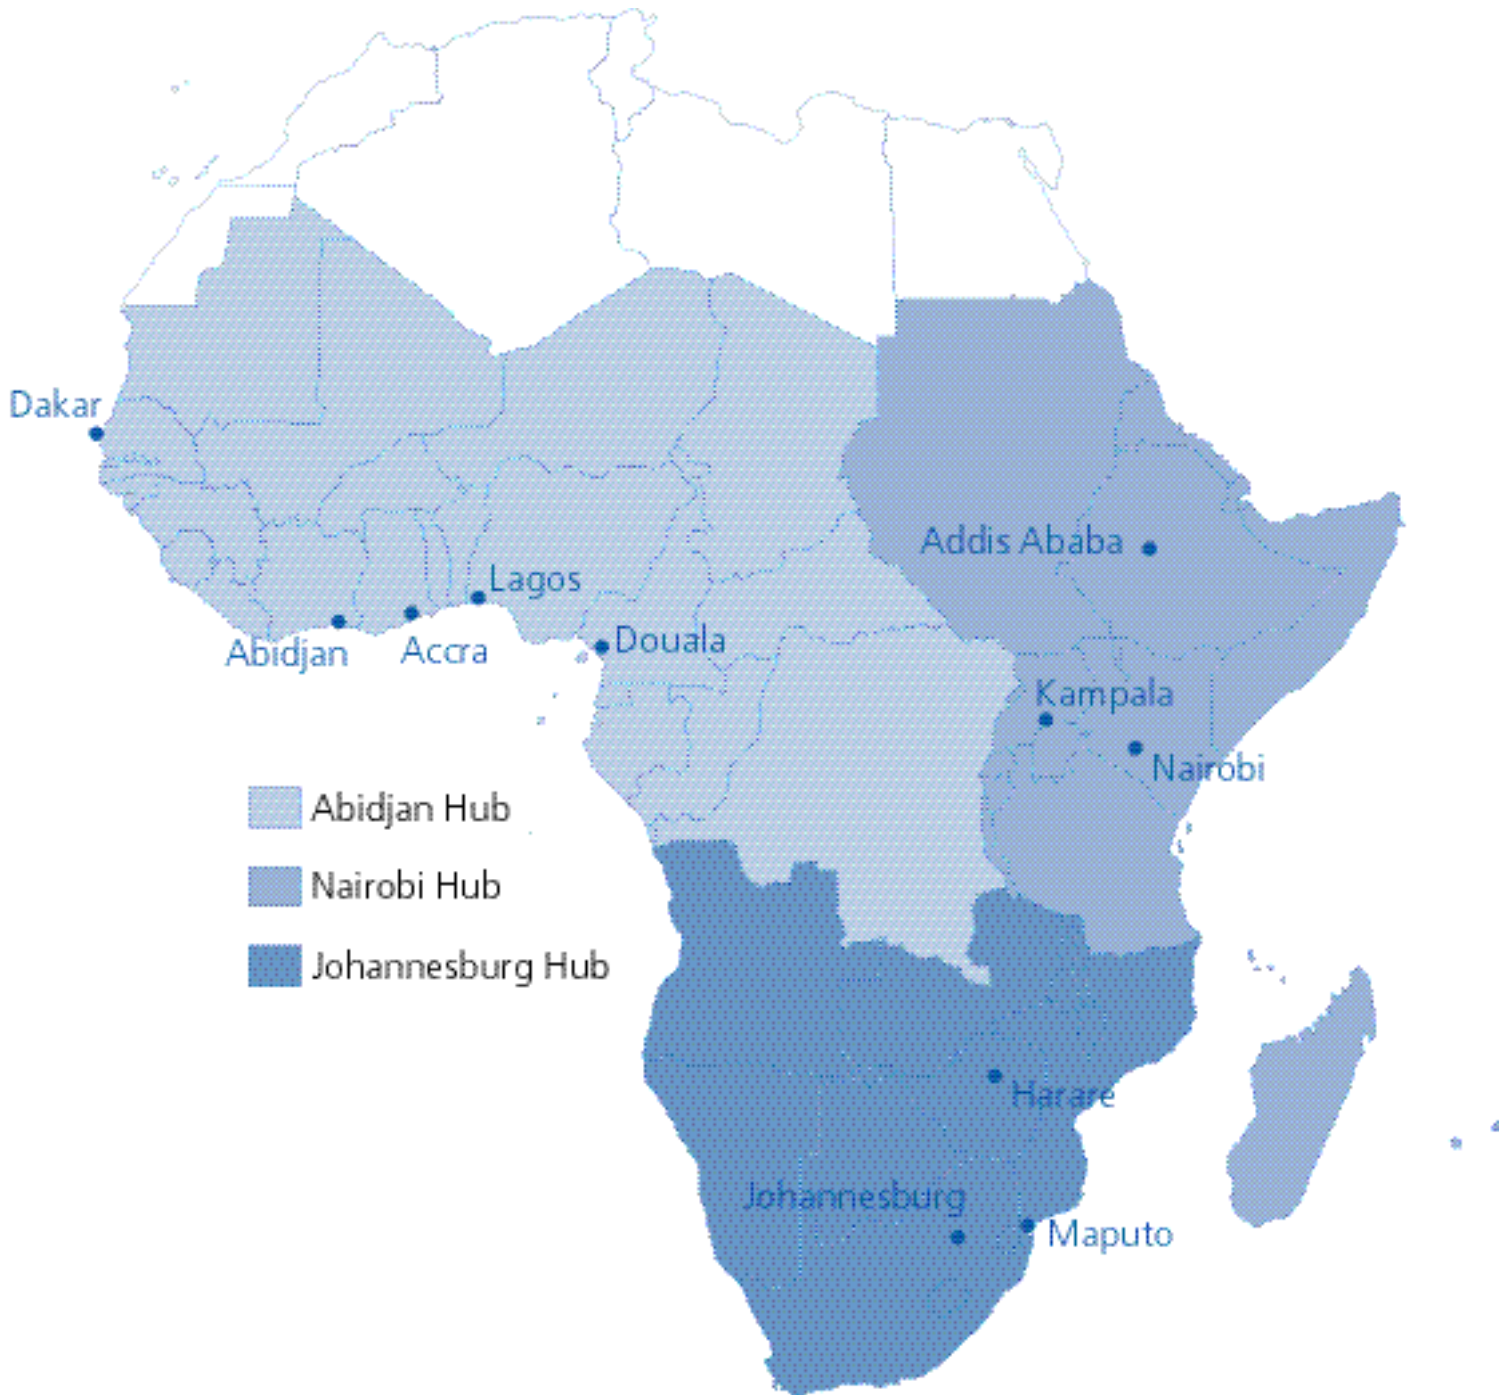 Dakar
Addis Ababa
Lagos
Abidjan
Accra
Douala
Kampala
Nairobi
Abidjan Hub
Nairobi Hub
Johannesburg Hub
Harare
Johannesburg
Maputo